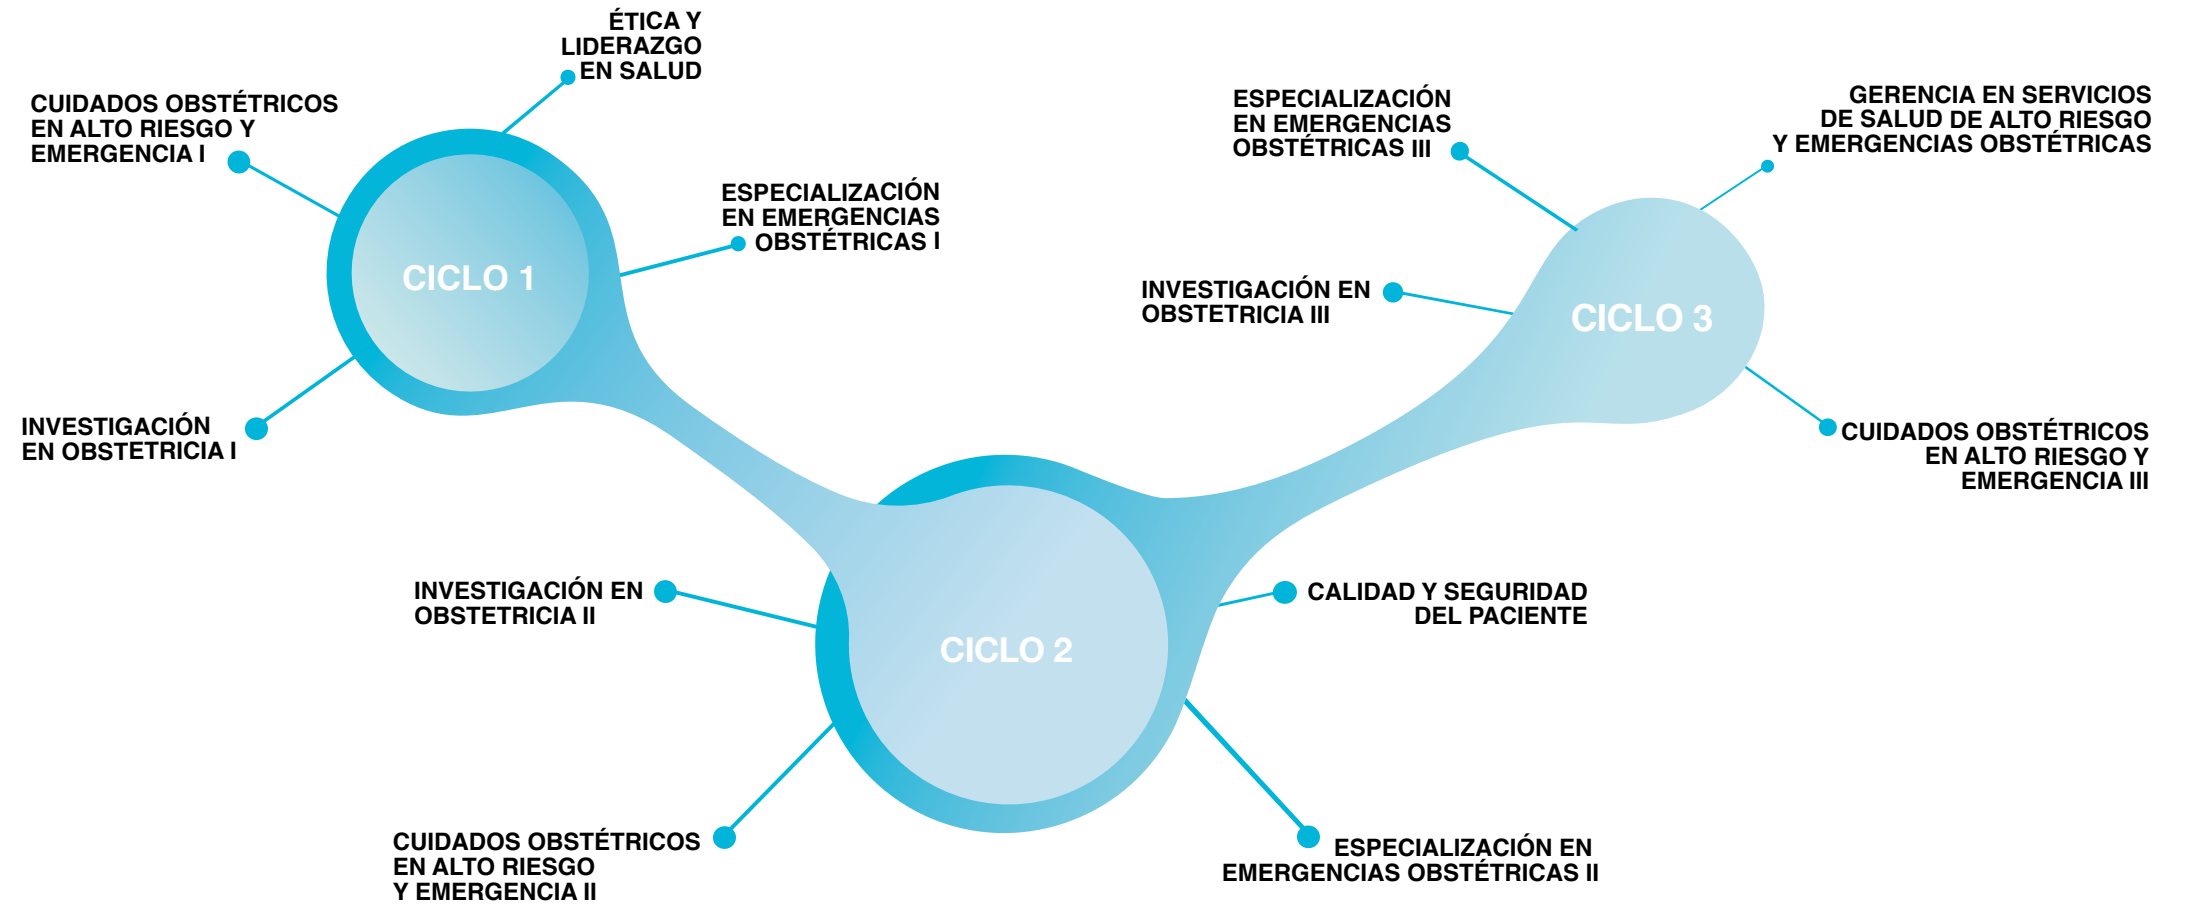 ÉTICA Y
LIDERAZGO
EN SALUD
CUIDADOS OBSTÉTRICOS
EN ALTO RIESGO Y
EMERGENCIA I
ESPECIALIZACIÓN
EN EMERGENCIAS
OBSTÉTRICAS I
CICLO 1
INVESTIGACIÓN
EN OBSTETRICIA I
INVESTIGACIÓN EN
OBSTETRICIA II
CICLO 2
CALIDAD Y SEGURIDAD
DEL PACIENTE
CUIDADOS OBSTÉTRICOS
EN ALTO RIESGO
Y EMERGENCIA II
ESPECIALIZACIÓN EN
EMERGENCIAS OBSTÉTRICAS II
ESPECIALIZACIÓN
EN EMERGENCIAS
OBSTÉTRICAS III
GERENCIA EN SERVICIOS
DE SALUD DE ALTO RIESGO
Y EMERGENCIAS OBSTÉTRICAS
INVESTIGACIÓN EN
OBSTETRICIA III
CICLO 3
CUIDADOS OBSTÉTRICOS
EN ALTO RIESGO Y
EMERGENCIA III